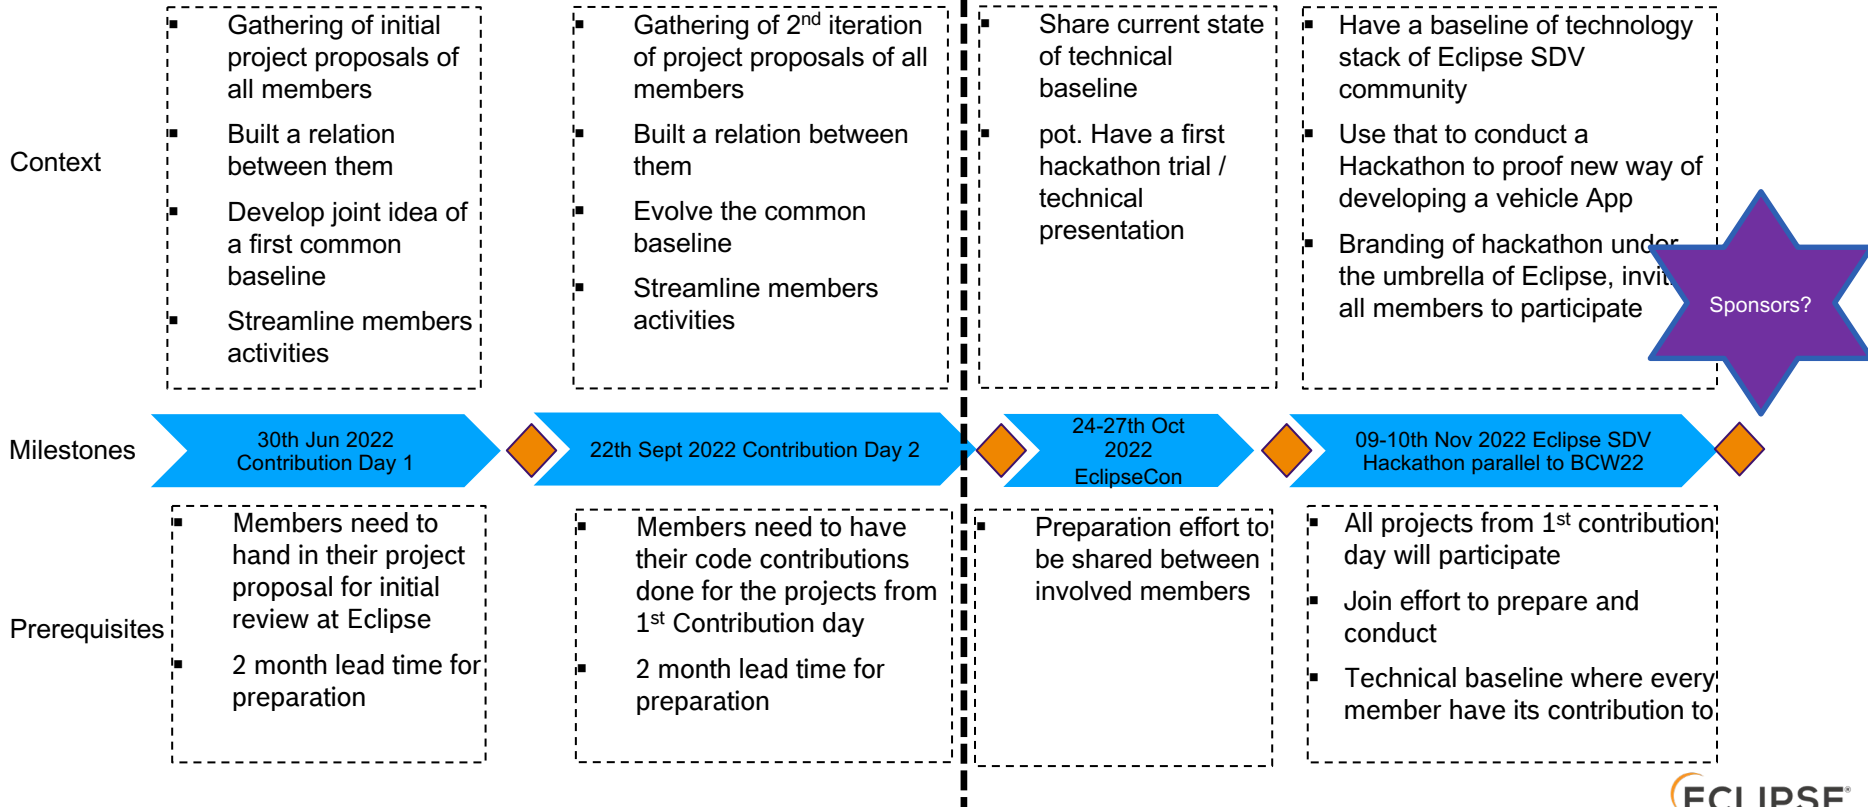 Context
Gathering of initial
project proposals of
all members
Built a relation
between them
Develop joint idea of
a first common
baseline
Streamline members
activities
Gathering of 2nd iteration
of project proposals of all
members
Built a relation between
them
Evolve the common
baseline
Streamline members
activities
Share current state
of technical
baseline
pot. Have a first
hackathon trial /
technical
presentation
Have a baseline of technology
stack of Eclipse SDV
community
Use that to conduct a
Hackathon to proof new way of
developing a vehicle App
Branding of hackathon under
the umbrella of Eclipse,
all members to participate
Sponsors?
Milestones
30th Jun 2022
Contribution Day 1
22th Sept 2022 Contribution Day 2
24-27th Oct
2022
EclipseCon
09-10th Nov 2022 Eclipse SDV
Hackathon parallel to BCW22
Prerequisites
Members need to
hand in their project
proposal for initial
review at Eclipse
2 month lead time for
preparation
Members need to have
their code contributions
done for the projects from
1st Contribution day
2 month lead time for
preparation
Preparation effort to
be shared between
involved members
All projects from 1st contribution
day will participate
Join effort to prepare and
conduct
Technical baseline where every
member have its contribution to
ECLIPSE®